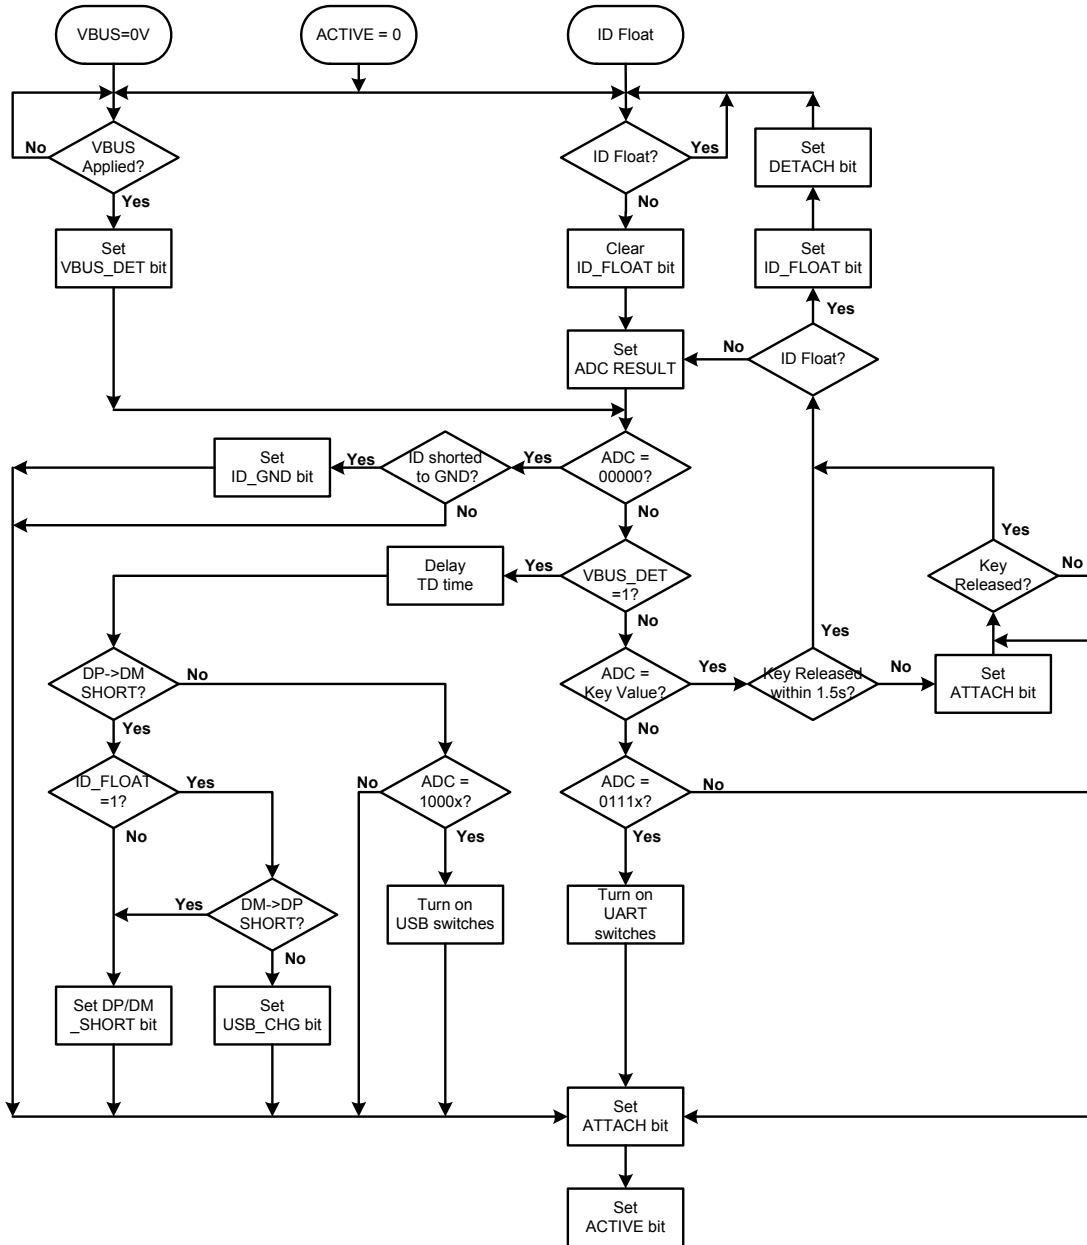 VBUS=0V
ACTIVE = 0
ID Float
VBUS
Applied?
No
Yes
ID Float?
Yes
No
Set
DETACH bit
Set
VBUS_DET bit
Clear
ID_FLOAT bit
Set
ID_FLOAT bit
Yes
Set
ADC RESULT
No
ID Float?
Set
ID_GND bit
Yes
ID shorted
to GND?
No
Yes
ADC =
00000?
No
Delay
TD time
Yes
VBUS_DET
=1?
No
Yes
Key
Released?
No
DP->DM
SHORT?
No
Yes
ADC =
Key Value?
Yes
No
Yes
Key Released
within 1.5s?
No
Set
ATTACH bit
ID_FLOAT
=1?
Yes
No
No
ADC =
1000x?
Yes
ADC =
0111x?
No
Yes
Yes
DM->DP
SHORT?
No
Turn on
USB switches
Turn on
UART
switches
Set DP/DM
_SHORT bit
Set
USB_CHG bit
Set
ATTACH bit
Set
ACTIVE bit